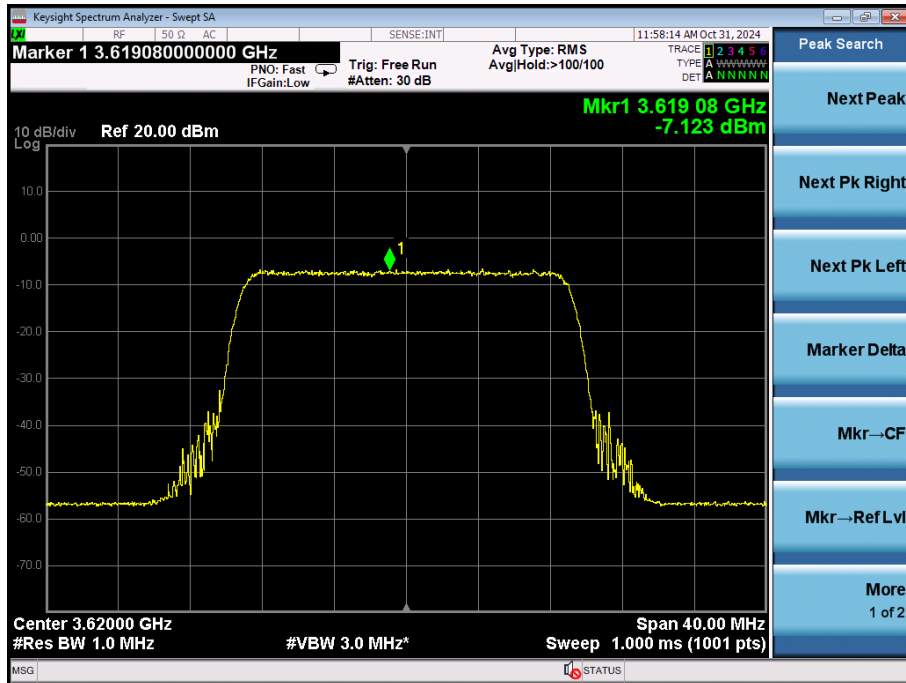 Keysight Spectrum Analyzer - Swept SA
LXI RF 50 Ω AC SENSE:INT 11:58:14 AM Oct 31, 2024
Marker 1 3.619080000000 GHz
PNO: Fast
IFGain:Low
Trig: Free Run
#Atten: 30 dB
Avg Type: RMS
Avg|Hold:>100/100
TRACE 1 2 3 4 5 6
TYPE A WWWWW
DET A N N N N N
Peak Search
Mkr1 3.619 08 GHz
-7.123 dBm
10 dB/div Ref 20.00 dBm
Log
10.0
0.00
-10.0
-20.0
-30.0
-40.0
-50.0
-60.0
-70.0
1
Center 3.62000 GHz Span 40.00 MHz
#Res BW 1.0 MHz #VBW 3.0 MHz* Sweep 1.000 ms (1001 pts)
MSG STATUS
Next Peak
Next Pk Right
Next Pk Left
Marker Delta
Mkr→CF
Mkr→Ref Lvl
More
1 of 2